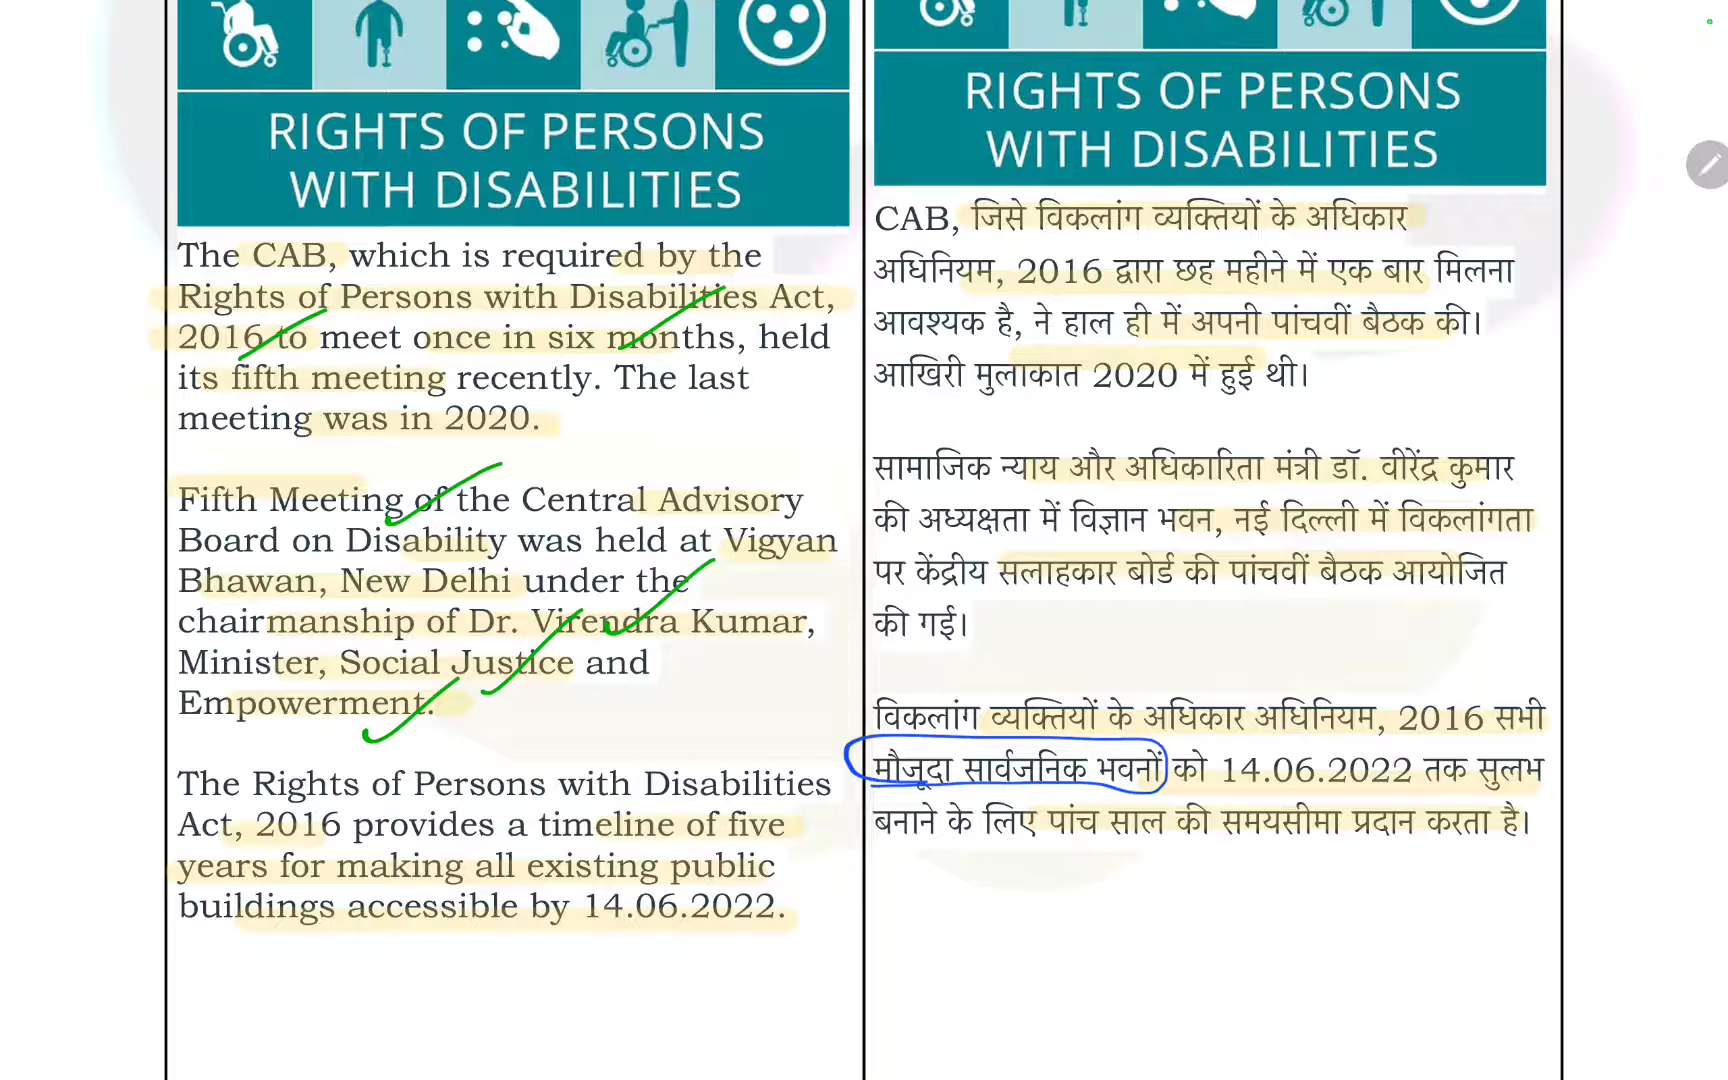 RIGHTS OF PERSONS
WITH DISABILITIES
The CAB, which is required by the
Rights of Persons with Disabilities Act,
2016 to meet once in six months, held
its fifth meeting recently. The last
meeting was in 2020.
Fifth Meeting of the Central Advisory
Board on Disability was held at Vigyan
Bhawan, New Delhi under the
chairmanship of Dr. Virendra Kumar,
Minister, Social Justice and
Empowerment.
The Rights of Persons with Disabilities
Act, 2016 provides a timeline of five
years for making all existing public
buildings accessible by 14.06.2022.
RIGHTS OF PERSONS
WITH DISABILITIES
CAB, जिसे विकलांग व्यक्तियों के अधिकार
अधिनियम, 2016 द्वारा छह महीने में एक बार मिलना
आवश्यक है, ने हाल ही में अपनी पांचवीं बैठक की।
आखिरी मुलाकात 2020 में हुई थी।
सामाजिक न्याय और अधिकारिता मंत्री डॉ. वीरेंद्र कुमार
की अध्यक्षता में विज्ञान भवन, नई दिल्ली में विकलांगता
पर केंद्रीय सलाहकार बोर्ड की पांचवीं बैठक आयोजित
की गई।
विकलांग व्यक्तियों के अधिकार अधिनियम, 2016 सभी
मौजूदा सार्वजनिक भवनों को 14.06.2022 तक सुलभ
बनाने के लिए पांच साल की समयसीमा प्रदान करता है।